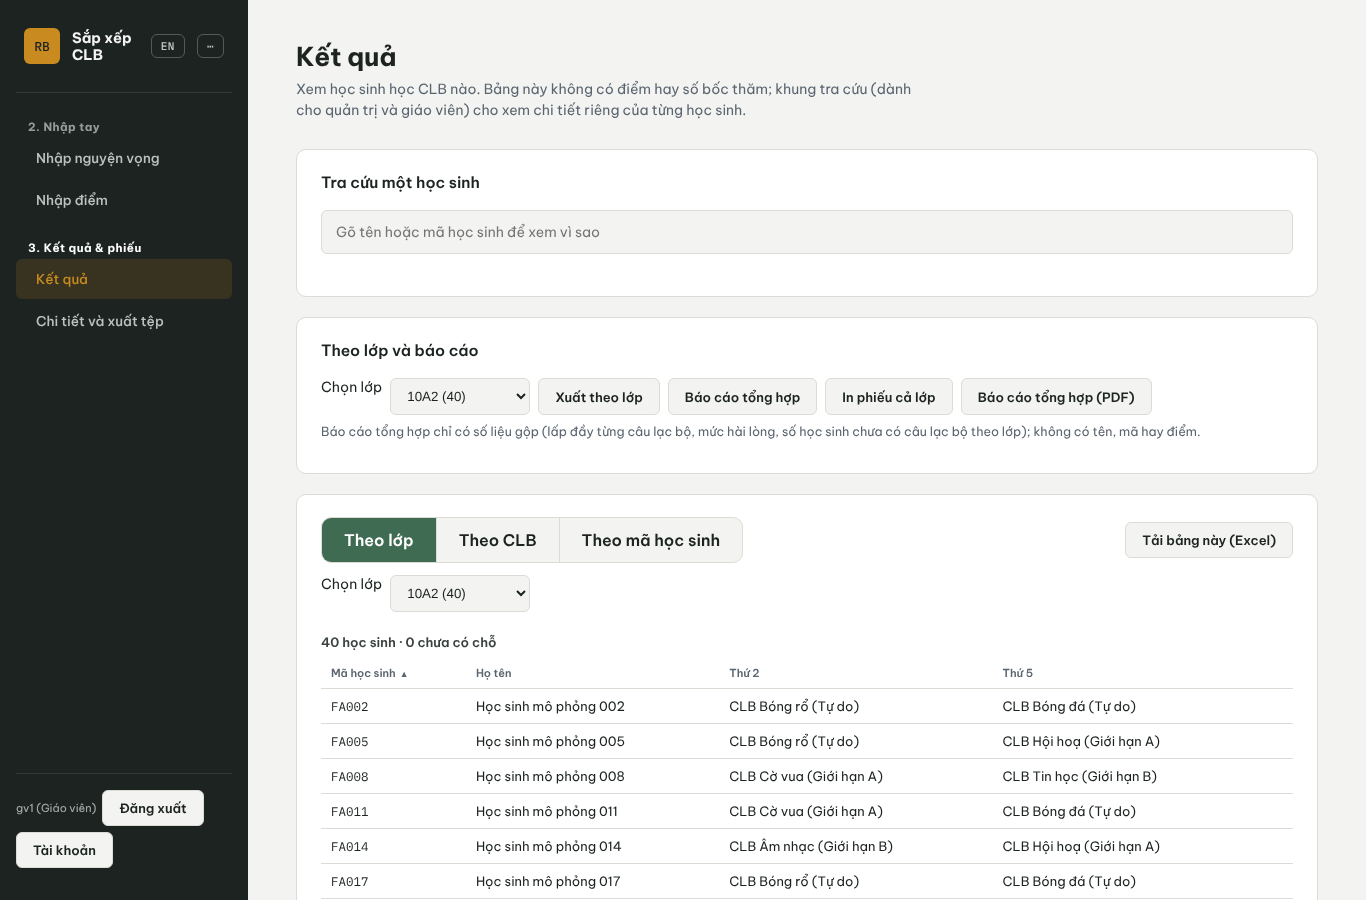 RB
Sắp xếp
CLB
EN
⋯
2. Nhập tay
Nhập nguyện vọng
Nhập điểm
3. Kết quả & phiếu
Kết quả
Chi tiết và xuất tệp
gv1 (Giáo viên)
Đăng xuất
Tài khoản
Kết quả
Xem học sinh học CLB nào. Bảng này không có điểm hay số bốc thăm; khung tra cứu (dành
cho quản trị và giáo viên) cho xem chi tiết riêng của từng học sinh.
Tra cứu một học sinh
Gõ tên hoặc mã học sinh để xem vì sao
Theo lớp và báo cáo
Chọn lớp 10A2 (40) Xuất theo lớp Báo cáo tổng hợp In phiếu cả lớp Báo cáo tổng hợp (PDF)
Báo cáo tổng hợp chỉ có số liệu gộp (lấp đầy từng câu lạc bộ, mức hài lòng, số học sinh chưa có câu lạc bộ theo lớp); không có tên, mã hay điểm.
Theo lớp Theo CLB Theo mã học sinh Tải bảng này (Excel)
Chọn lớp 10A2 (40)
40 học sinh · 0 chưa có chỗ
Mã học sinh ▲ Họ tên Thứ 2 Thứ 5
FA002 Học sinh mô phỏng 002 CLB Bóng rổ (Tự do) CLB Bóng đá (Tự do)
FA005 Học sinh mô phỏng 005 CLB Bóng rổ (Tự do) CLB Hội hoạ (Giới hạn A)
FA008 Học sinh mô phỏng 008 CLB Cờ vua (Giới hạn A) CLB Tin học (Giới hạn B)
FA011 Học sinh mô phỏng 011 CLB Cờ vua (Giới hạn A) CLB Bóng đá (Tự do)
FA014 Học sinh mô phỏng 014 CLB Âm nhạc (Giới hạn B) CLB Hội hoạ (Giới hạn A)
FA017 Học sinh mô phỏng 017 CLB Bóng rổ (Tự do) CLB Bóng đá (Tự do)